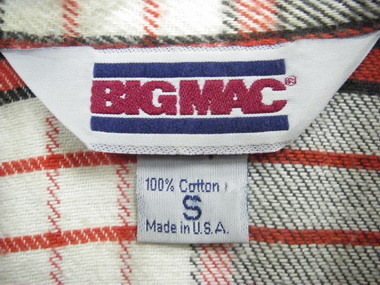 BIG MAC®
100% Cotton
S
Made in U.S.A.